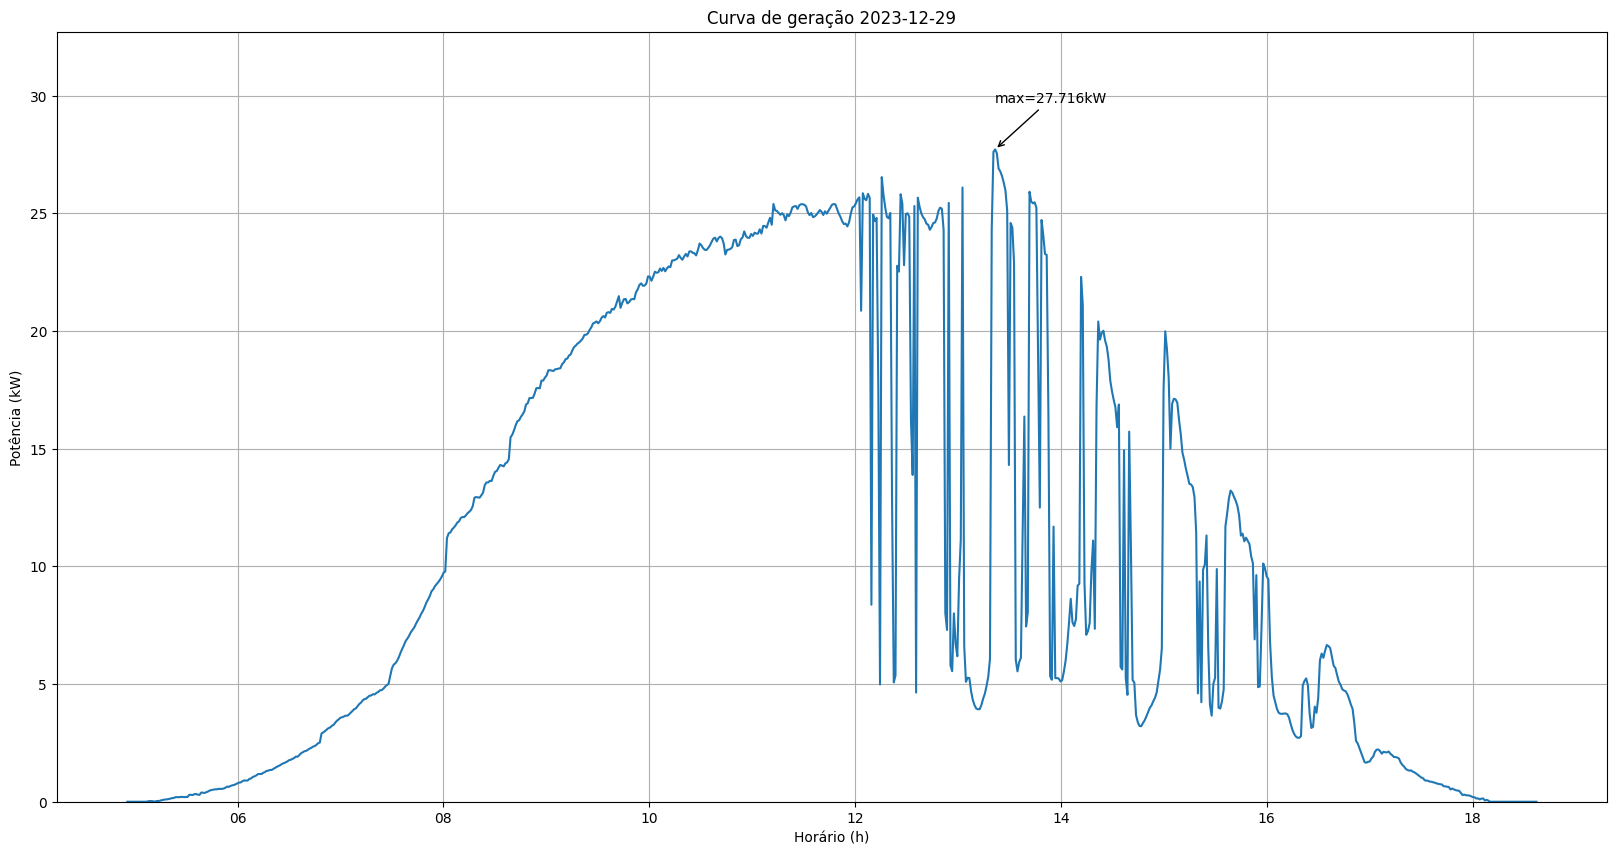 Curva de geração 2023-12-29
30
max=27.716kW
25
20
15
10
5
0
Potência (kW)
06 08 10 12 14 16 18
Horário (h)